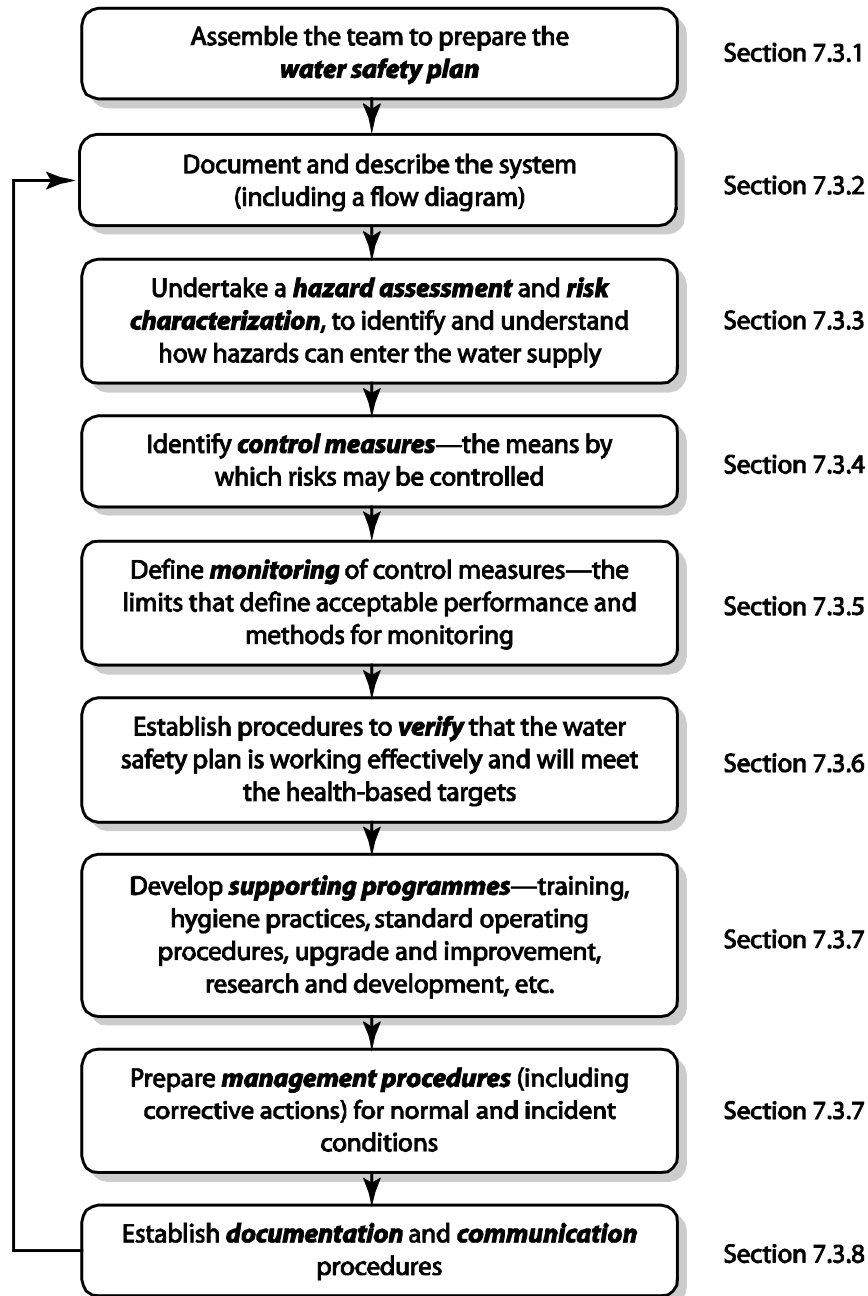 Assemble the team to prepare the
water safety plan
Section 7.3.1
Document and describe the system
(including a flow diagram)
Section 7.3.2
Undertake a hazard assessment and risk
characterization, to identify and understand
how hazards can enter the water supply
Section 7.3.3
Identify control measures—the means by
which risks may be controlled
Section 7.3.4
Define monitoring of control measures—the
limits that define acceptable performance and
methods for monitoring
Section 7.3.5
Establish procedures to verify that the water
safety plan is working effectively and will meet
the health-based targets
Section 7.3.6
Develop supporting programmes—training,
hygiene practices, standard operating
procedures, upgrade and improvement,
research and development, etc.
Section 7.3.7
Prepare management procedures (including
corrective actions) for normal and incident
conditions
Section 7.3.7
Establish documentation and communication
procedures
Section 7.3.8